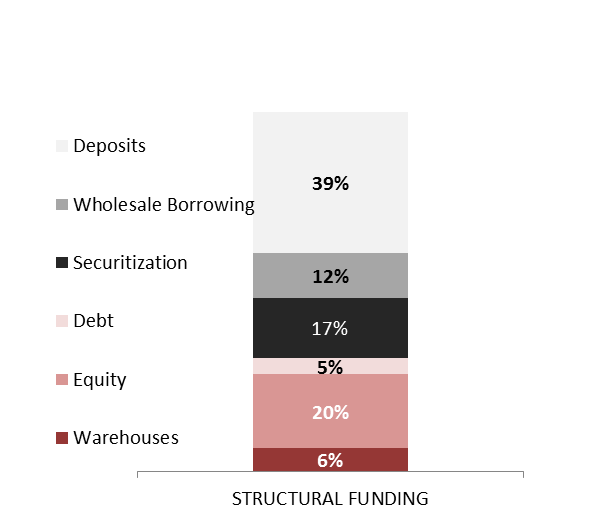 Deposits
39%
Wholesale Borrowing
12%
Securitization
17%
Debt
5%
Equity
20%
Warehouses
6%
STRUCTURAL FUNDING